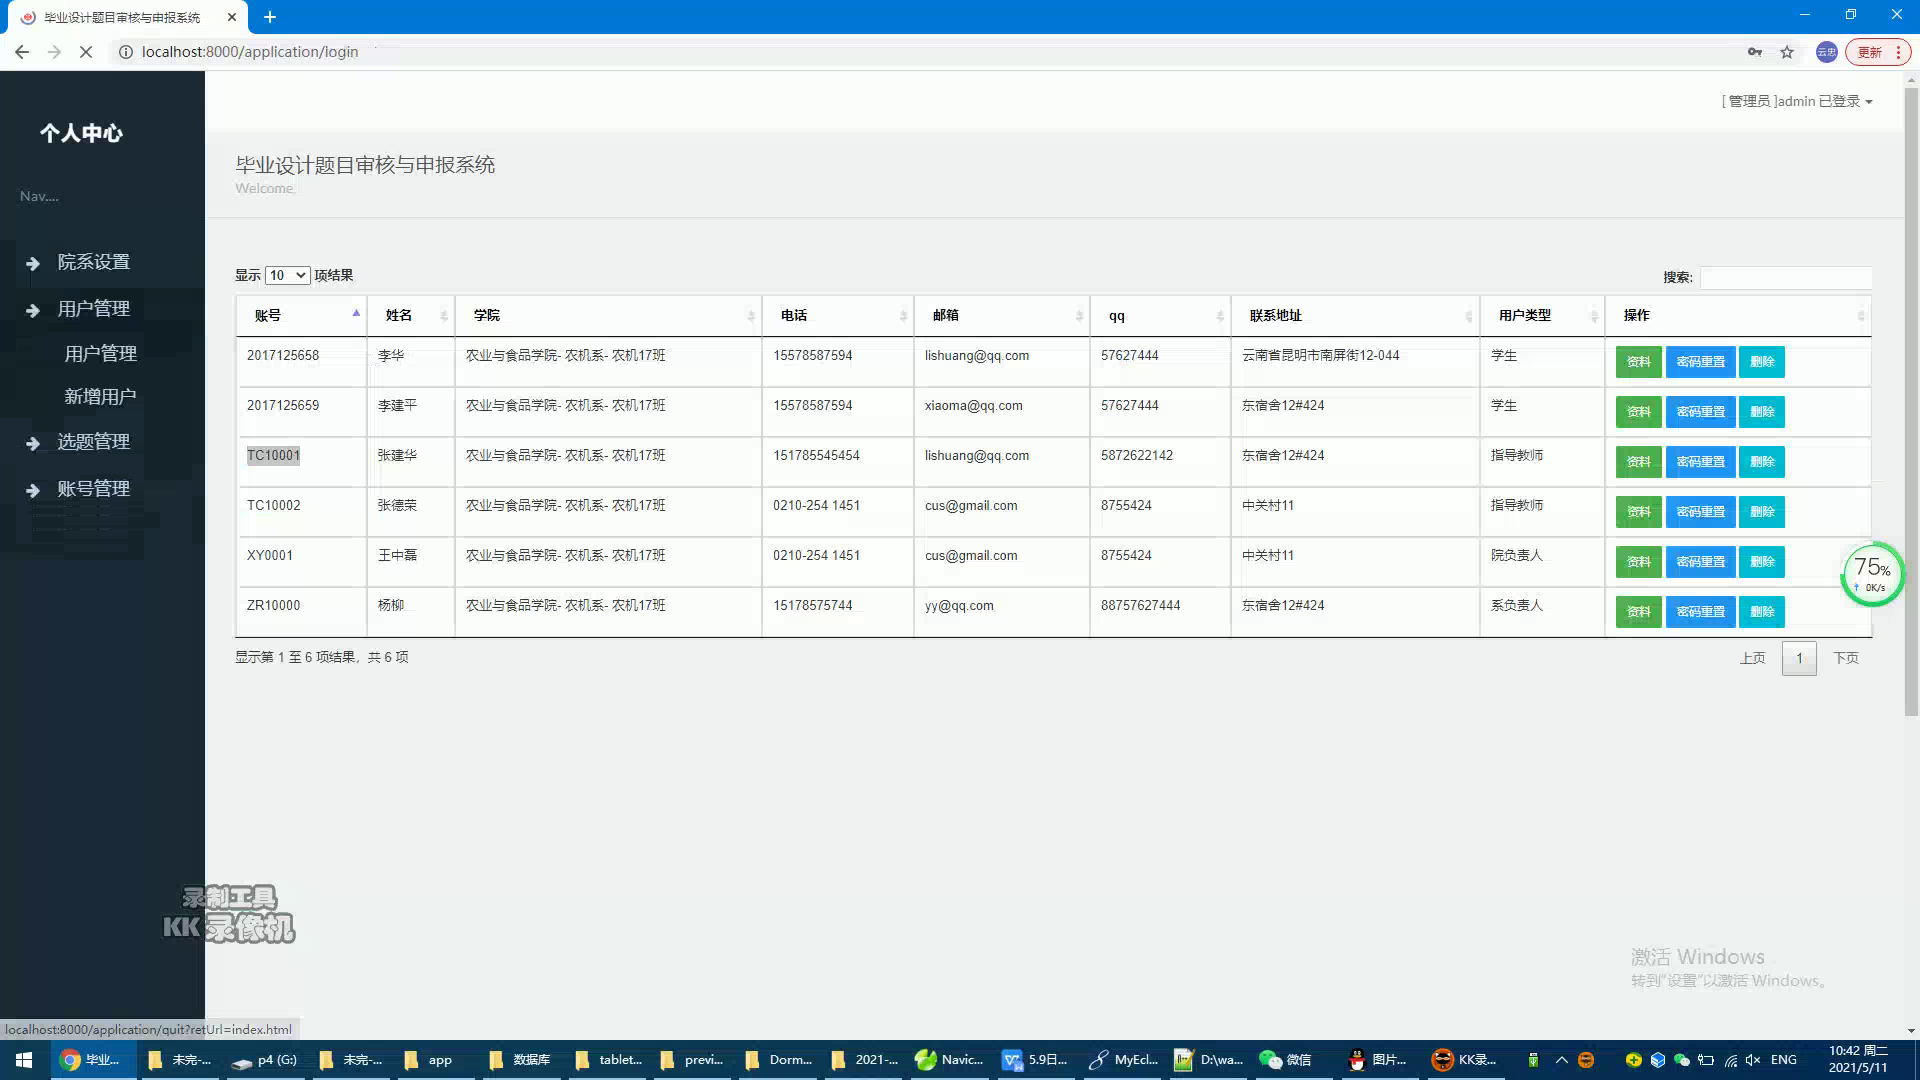 毕业设计题目审核与申报系统
localhost:8000/application/login
云忠
更新
个人中心
[ 管理员 ]admin 已登录
毕业设计题目审核与申报系统
Welcome.
Nav....
院系设置
用户管理
用户管理
新增用户
选题管理
账号管理
显示 10 项结果
搜索:
账号 姓名 学院 电话 邮箱 qq 联系地址 用户类型 操作
2017125658 李华 农业与食品学院- 农机系- 农机17班 15578587594 lishuang@qq.com 57627444 云南省昆明市南屏街12-044 学生 资料 密码重置 删除
2017125659 李建平 农业与食品学院- 农机系- 农机17班 15578587594 xiaoma@qq.com 57627444 东宿舍12#424 学生 资料 密码重置 删除
TC10001 张建华 农业与食品学院- 农机系- 农机17班 151785545454 lishuang@qq.com 5872622142 东宿舍12#424 指导教师 资料 密码重置 删除
TC10002 张德荣 农业与食品学院- 农机系- 农机17班 0210-254 1451 cus@gmail.com 8755424 中关村11 指导教师 资料 密码重置 删除
XY0001 王中磊 农业与食品学院- 农机系- 农机17班 0210-254 1451 cus@gmail.com 8755424 中关村11 院负责人 资料 密码重置 删除
ZR10000 杨柳 农业与食品学院- 农机系- 农机17班 15178575744 yy@qq.com 88757627444 东宿舍12#424 系负责人 资料 密码重置 删除
75%
0K/s
显示第 1 至 6 项结果，共 6 项
上页 1 下页
录制工具
KK 录像机
激活 Windows
转到"设置"以激活 Windows。
localhost:8000/application/quit?retUrl=index.html
毕业... 未完-... p4 (G:) 未完-... app 数据库 tablet... previ... Dorm... 2021-... Navic... 5.9日... MyEcl... D:\wa... 微信 图片... KK录... ENG
10:42 周二
2021/5/11